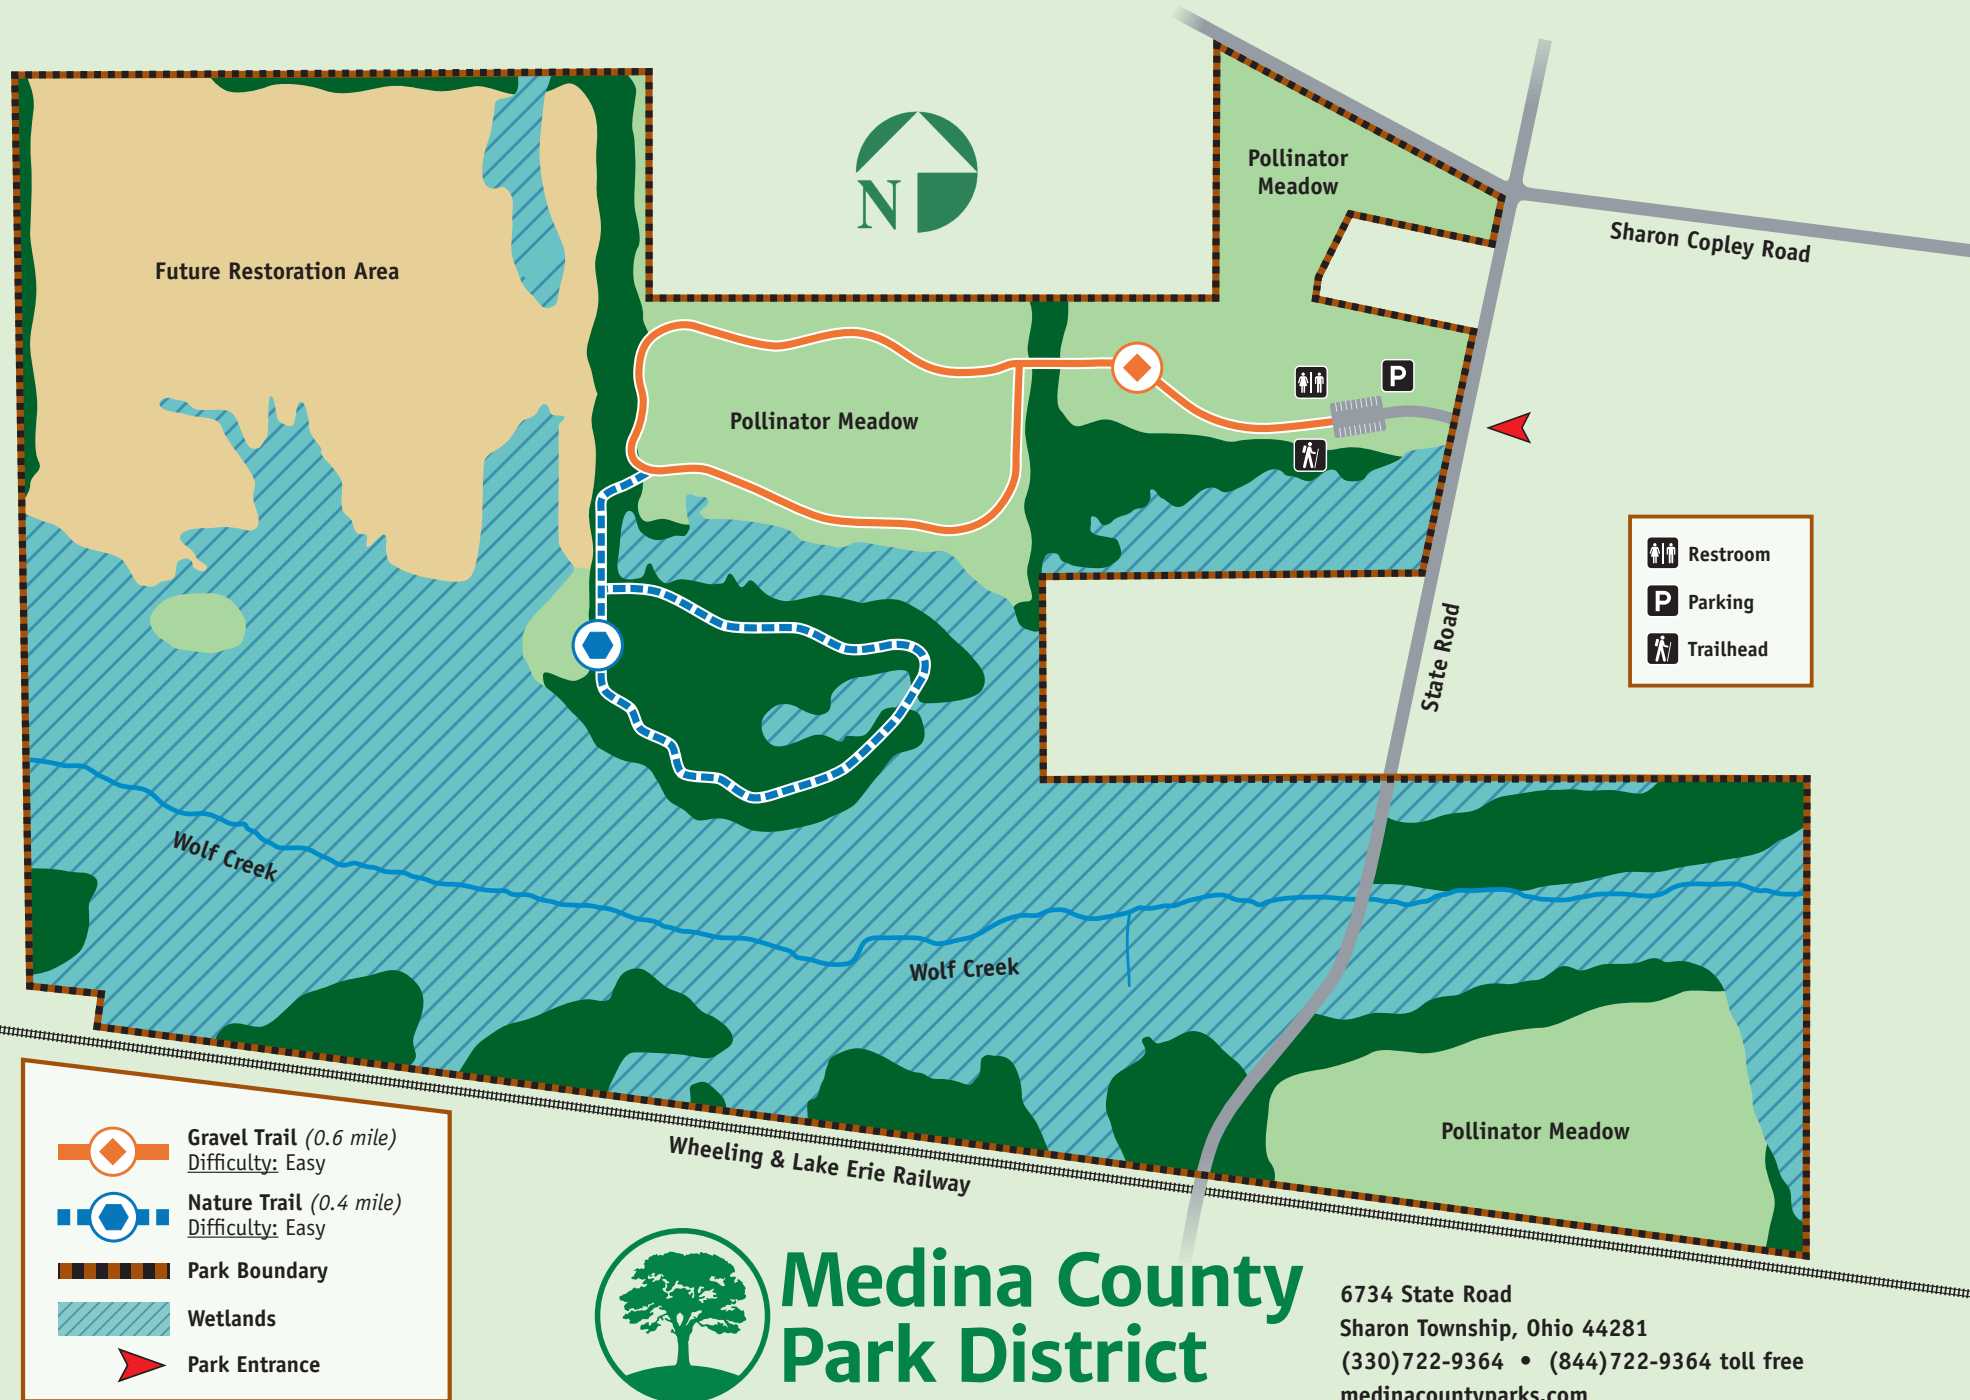 Pollinator
Meadow
N
Sharon Copley Road
Future Restoration Area
P
Pollinator Meadow
Restroom
P Parking
Trailhead
State Road
Wolf Creek
Wolf Creek
Pollinator Meadow
Wheeling & Lake Erie Railway
Gravel Trail (0.6 mile)
Difficulty: Easy
Nature Trail (0.4 mile)
Difficulty: Easy
Park Boundary
Wetlands
Park Entrance
Medina County
Park District
6734 State Road
Sharon Township, Ohio 44281
(330)722-9364 • (844)722-9364 toll free
medinacountyparks.com